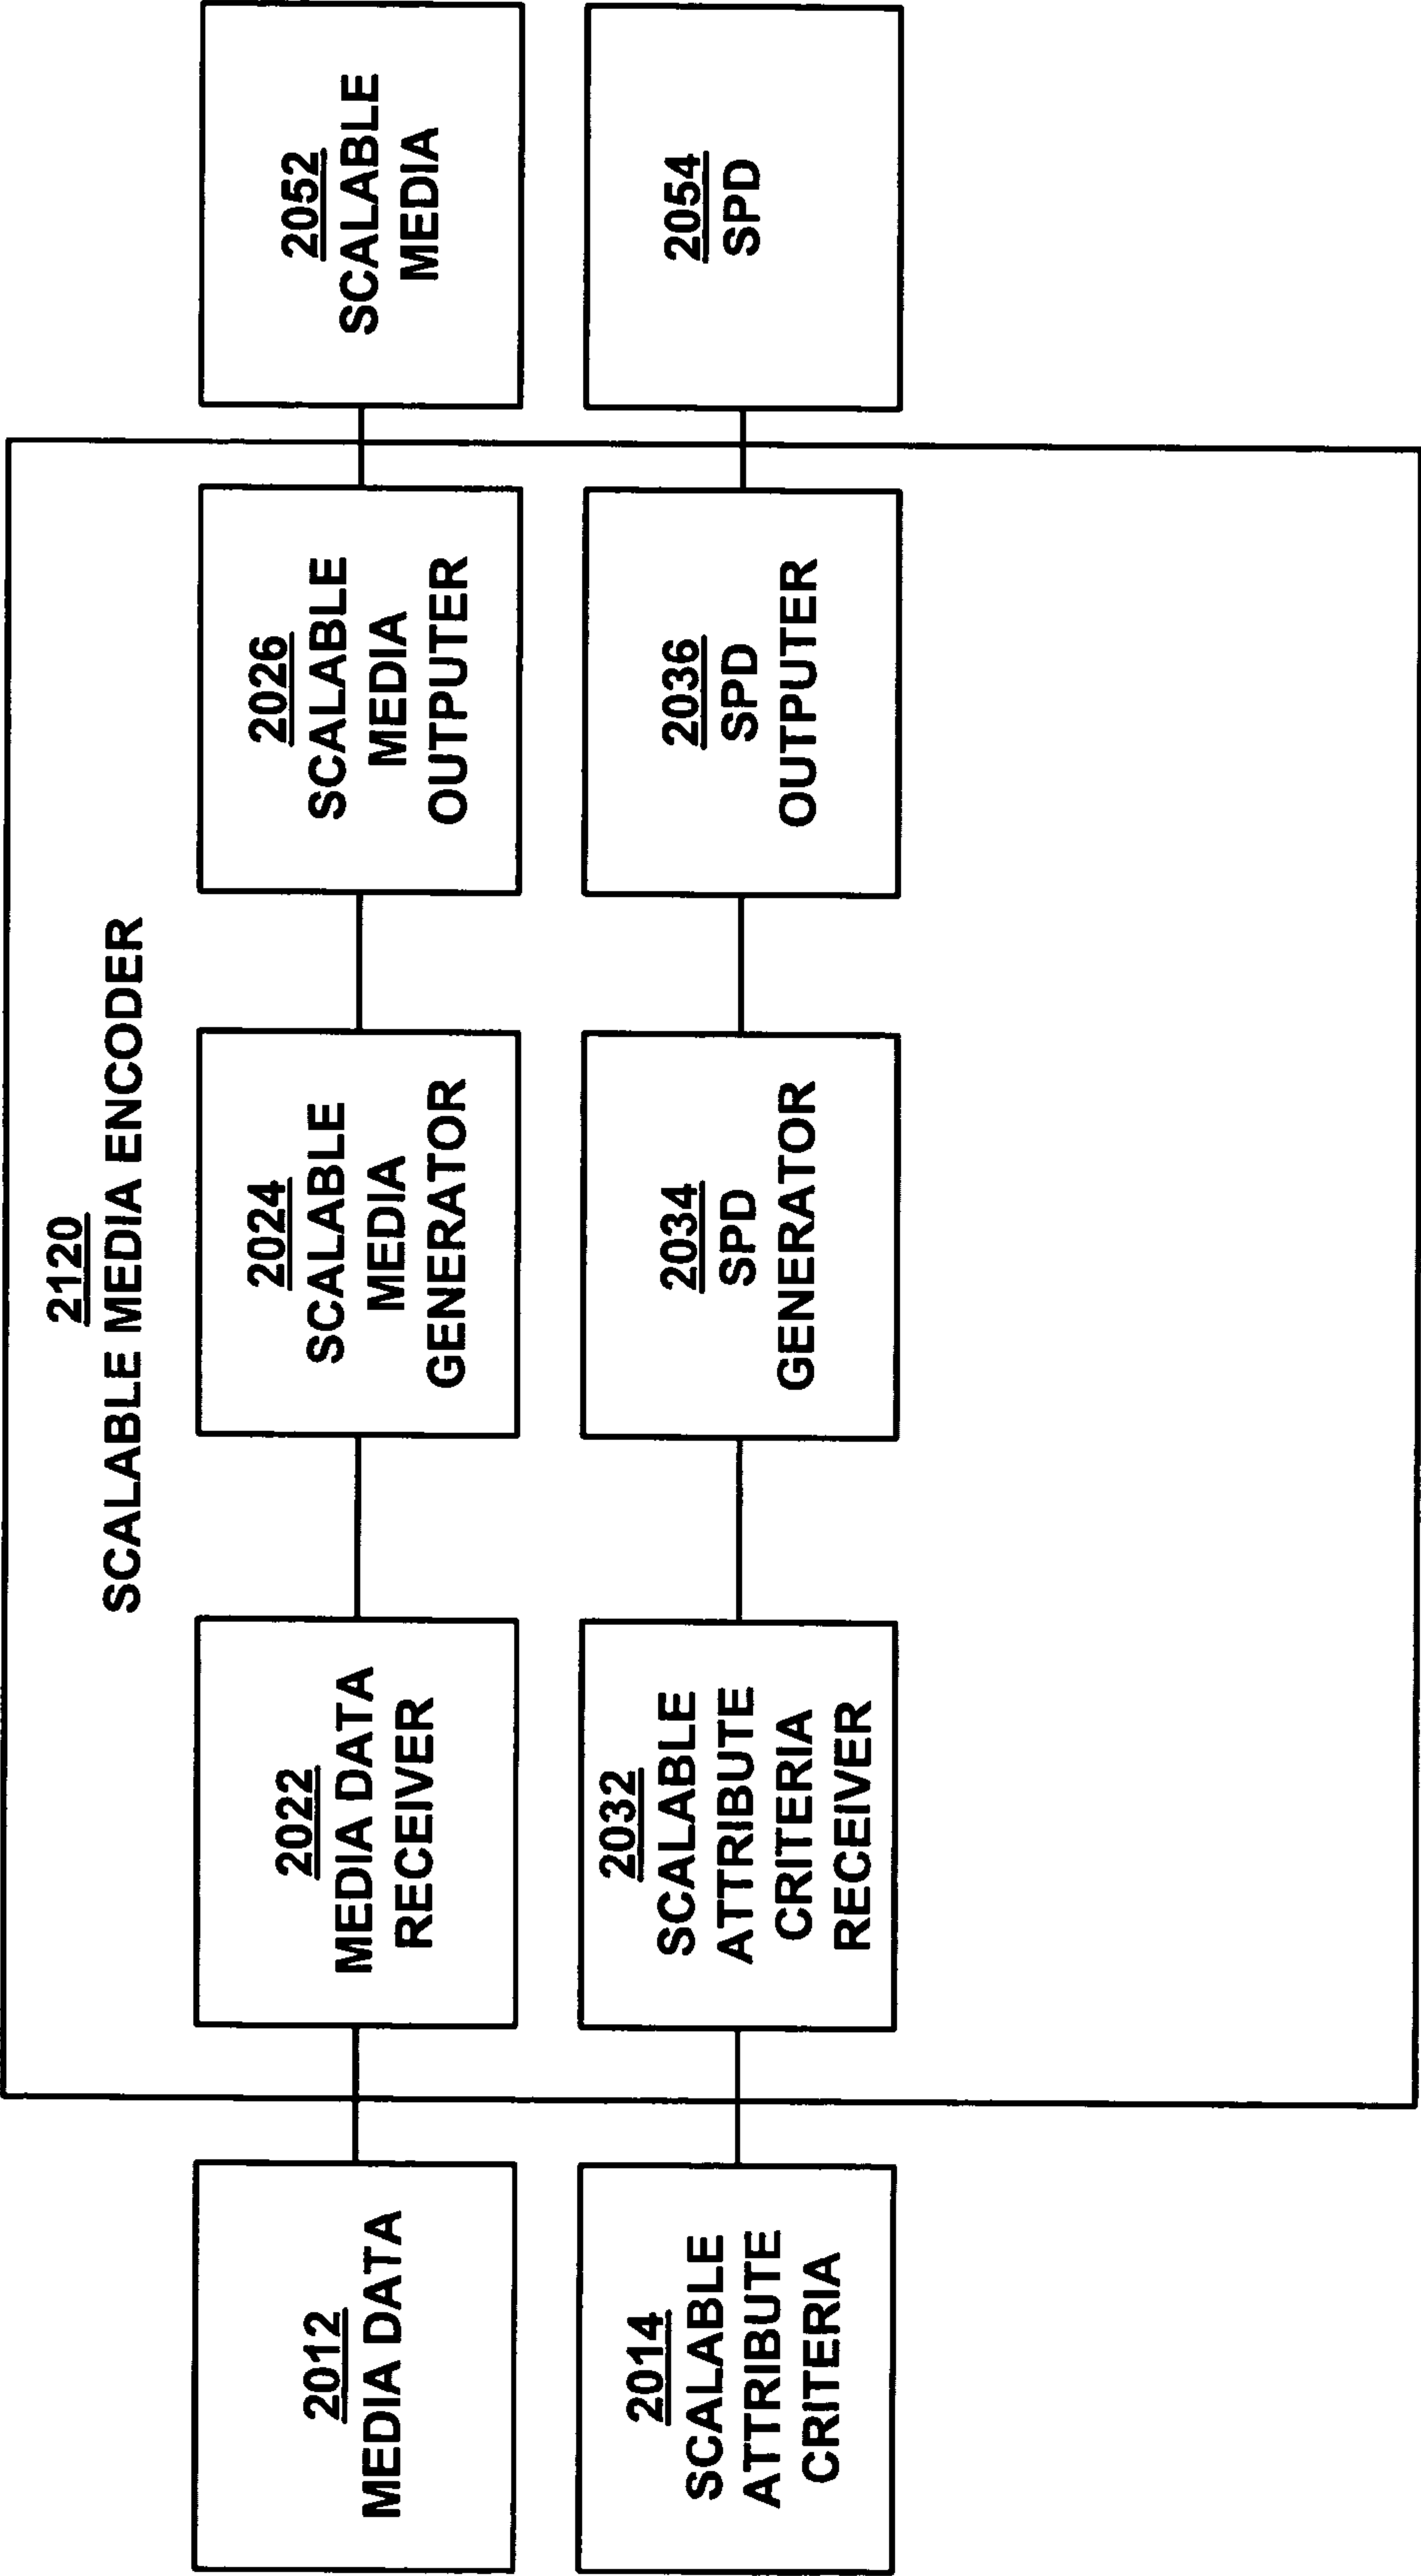 2120
SCALABLE MEDIA ENCODER
2012
MEDIA DATA
2022
MEDIA DATA
RECEIVER
2024
SCALABLE
MEDIA
GENERATOR
2026
SCALABLE
MEDIA
OUTPUTER
2052
SCALABLE
MEDIA
2014
SCALABLE
ATTRIBUTE
CRITERIA
2032
SCALABLE
ATTRIBUTE
CRITERIA
RECEIVER
2034
SPD
GENERATOR
2036
SPD
OUTPUTER
2054
SPD